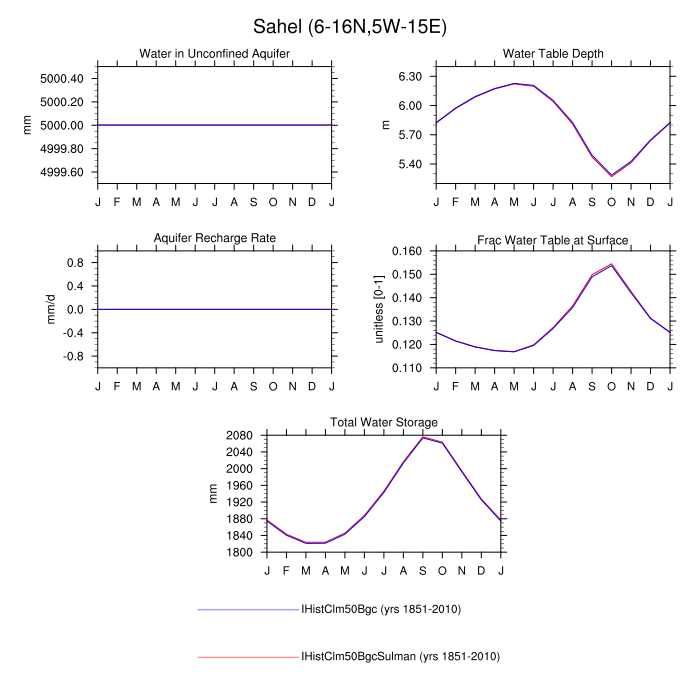 Sahel (6-16N,5W-15E)
Water in Unconfined Aquifer
5000.40
5000.20
5000.00
4999.80
4999.60
mm
J F M A M J J A S O N D J
Water Table Depth
6.30
6.00
5.70
5.40
m
J F M A M J J A S O N D J
Aquifer Recharge Rate
0.8
0.4
0.0
-0.4
-0.8
mm/d
J F M A M J J A S O N D J
Frac Water Table at Surface
0.160
0.150
0.140
0.130
0.120
0.110
unitless [0-1]
J F M A M J J A S O N D J
Total Water Storage
2080
2040
2000
1960
1920
1880
1840
1800
mm
J F M A M J J A S O N D J
IHistClm50Bgc (yrs 1851-2010)
IHistClm50BgcSulman (yrs 1851-2010)